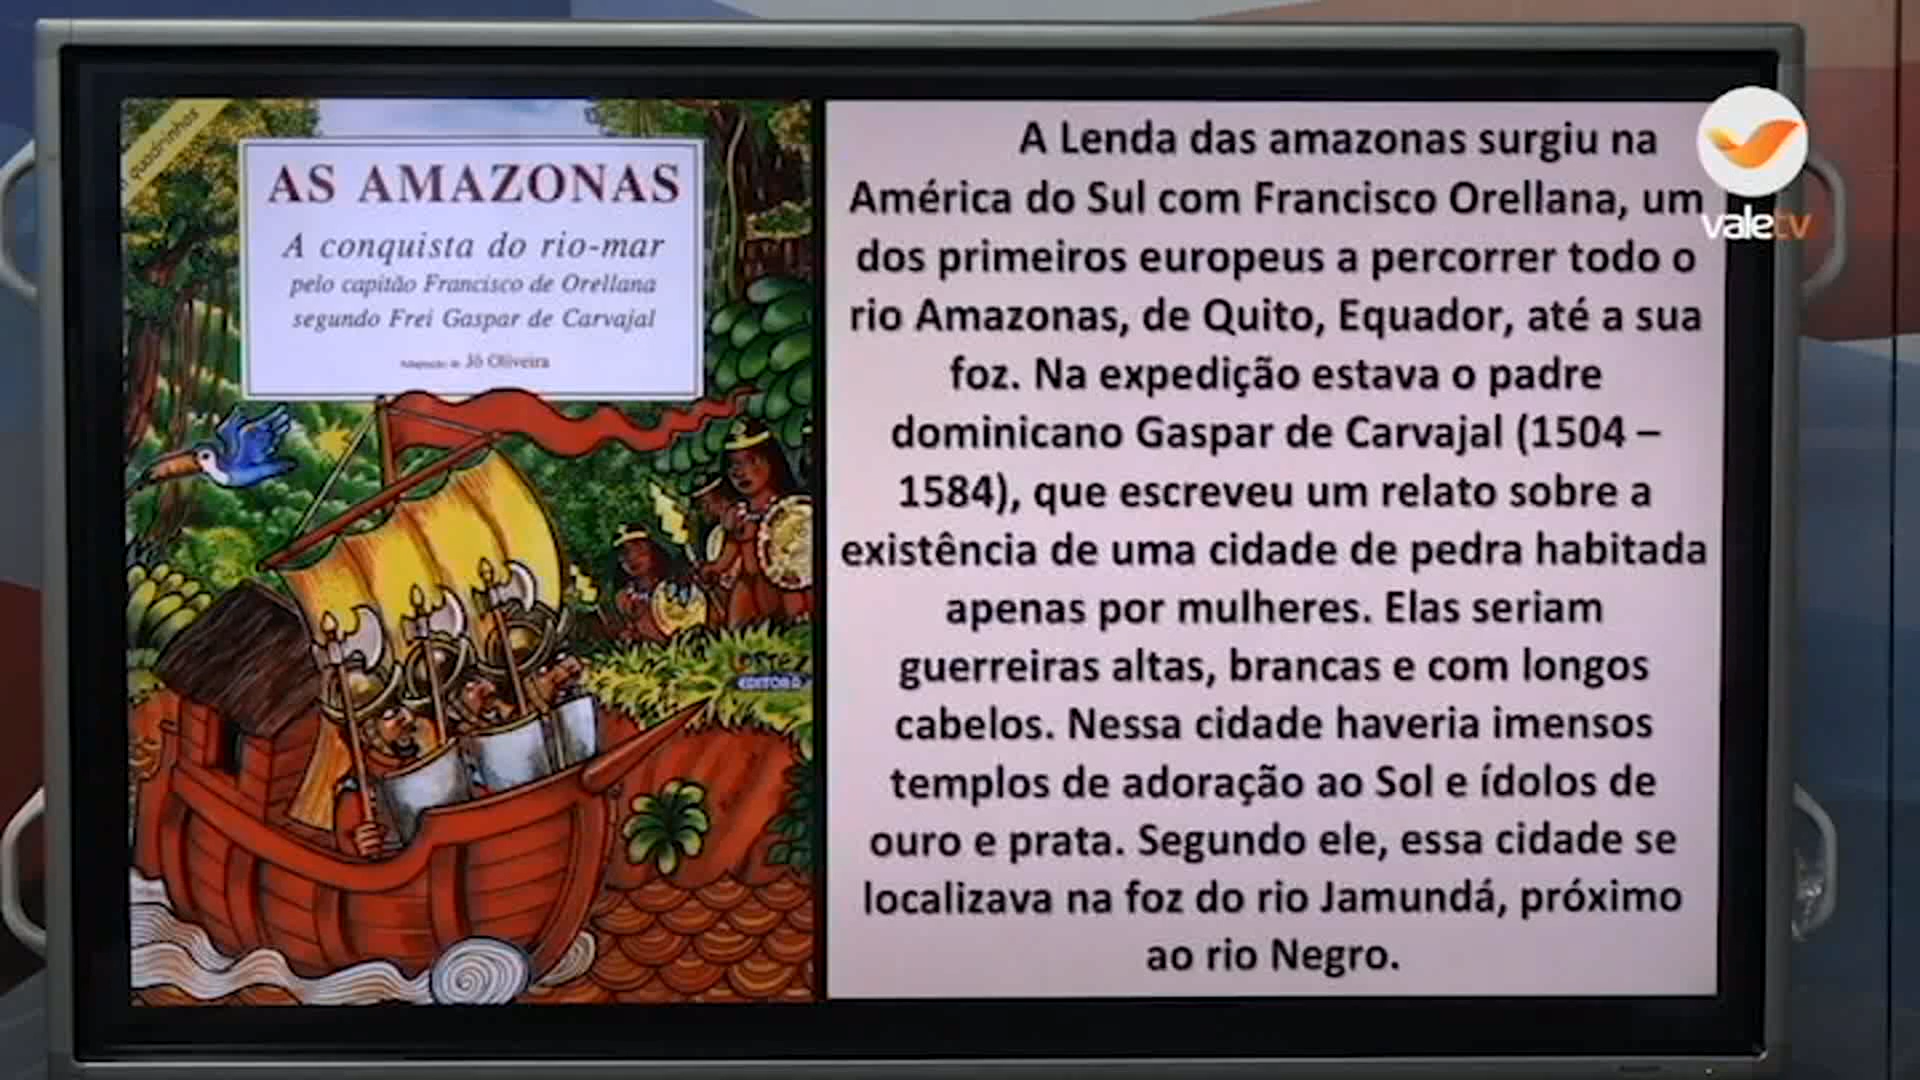 quadrinhos
AS AMAZONAS
A conquista do rio-mar
pelo capitão Francisco de Orellana
segundo Frei Gaspar de Carvajal
Adaptação de Jô Oliveira
CORTEZ
EDITORA
A Lenda das amazonas surgiu na
América do Sul com Francisco Orellana, um
dos primeiros europeus a percorrer todo o
rio Amazonas, de Quito, Equador, até a sua
foz. Na expedição estava o padre
dominicano Gaspar de Carvajal (1504 –
1584), que escreveu um relato sobre a
existência de uma cidade de pedra habitada
apenas por mulheres. Elas seriam
guerreiras altas, brancas e com longos
cabelos. Nessa cidade haveria imensos
templos de adoração ao Sol e ídolos de
ouro e prata. Segundo ele, essa cidade se
localizava na foz do rio Jamundá, próximo
ao rio Negro.
valetv